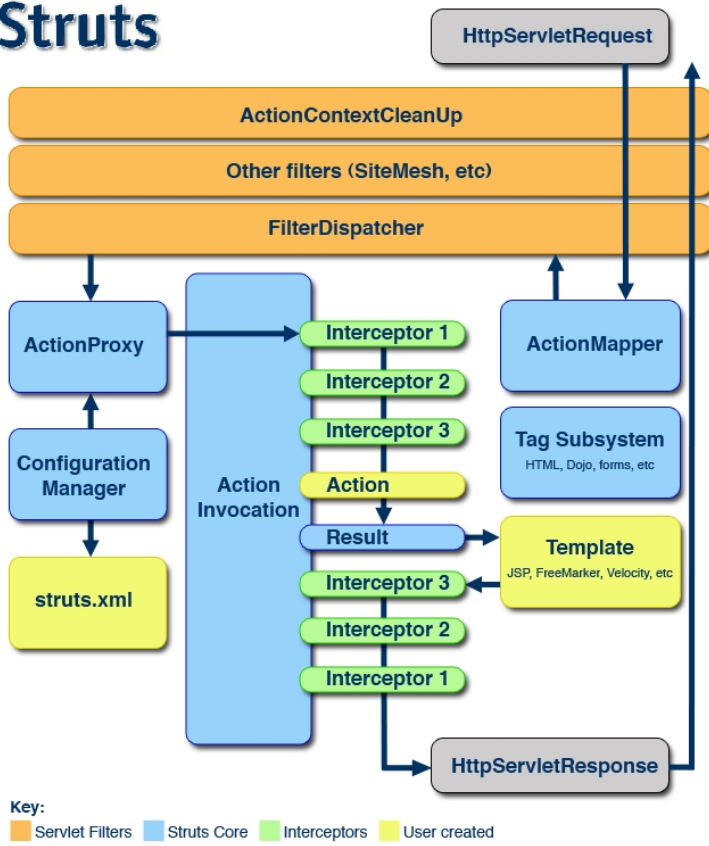 Struts
HttpServletRequest
ActionContextCleanUp
Other filters (SiteMesh, etc)
FilterDispatcher
ActionProxy
Interceptor 1
ActionMapper
Interceptor 2
Interceptor 3
Tag Subsystem
HTML, Dojo, forms, etc
Configuration
Manager
Action
Invocation
Action
Result
Template
JSP, FreeMarker, Velocity, etc
struts.xml
Interceptor 3
Interceptor 2
Interceptor 1
HttpServletResponse
Key:
Servlet Filters
Struts Core
Interceptors
User created